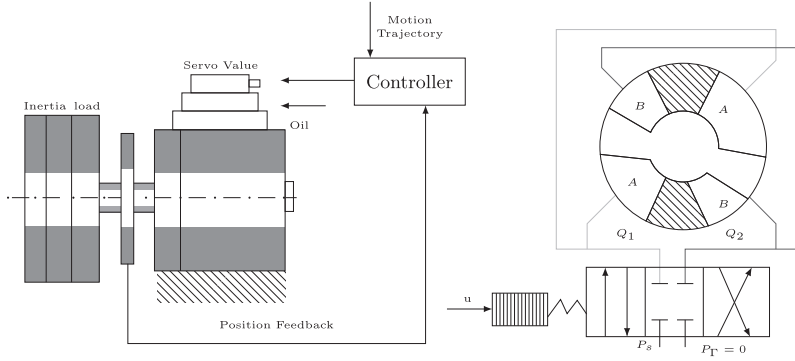 Motion
Trajectory
Servo Value
Controller
Inertia load
Oil
Position Feedback
B
A
A
B
Q1
Q2
u
Ps
PΓ = 0